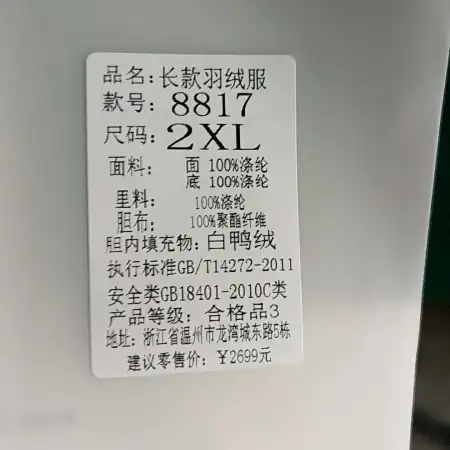 品名:长款羽绒服
款号:8817
尺码:2XL
面料: 面 100%涤纶
底 100%涤纶
里料: 100%涤纶
胆布: 100%聚酯纤维
胆内填充物:白鸭绒
执行标准GB/T14272-2011
安全类GB18401-2010C类
产品等级:合格品3
地址:浙江省温州市龙湾城东路5栋
建议零售价:￥2699元